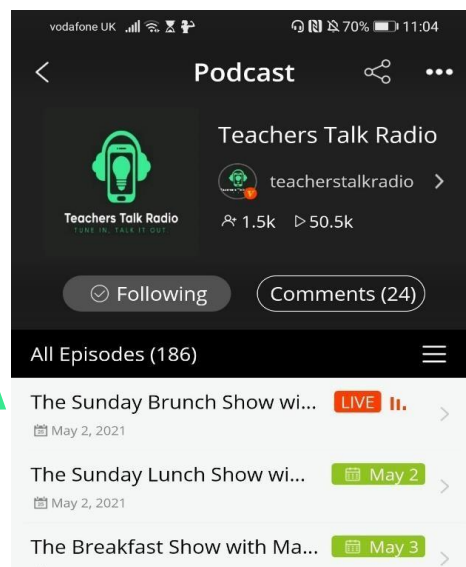 vodafone UK 70% 11:04
Podcast
Teachers Talk Radio
teacherstalkradio
1.5k 50.5k
Teachers Talk Radio
TUNE IN, TALK IT OUT
Following
Comments (24)
All Episodes (186)
The Sunday Brunch Show wi... LIVE
May 2, 2021
The Sunday Lunch Show wi... May 2
May 2, 2021
The Breakfast Show with Ma... May 3